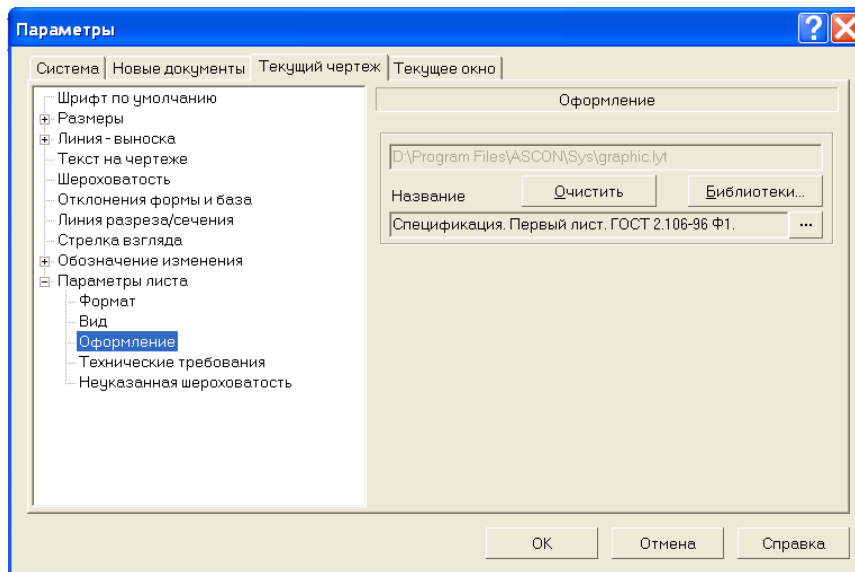 Параметры
Система Новые документы Текущий чертеж Текущее окно
Шрифт по умолчанию
Размеры
Линия - выноска
Текст на чертеже
Шероховатость
Отклонения формы и база
Линия разреза/сечения
Стрелка взгляда
Обозначение изменения
Параметры листа
Формат
Вид
Оформление
Технические требования
Неуказанная шероховатость
Оформление
D:\Program Files\ASCON\Sys\graphic.lyt
Название Очистить Библиотеки...
Спецификация. Первый лист. ГОСТ 2.106-96 Ф1. ...
OK Отмена Справка